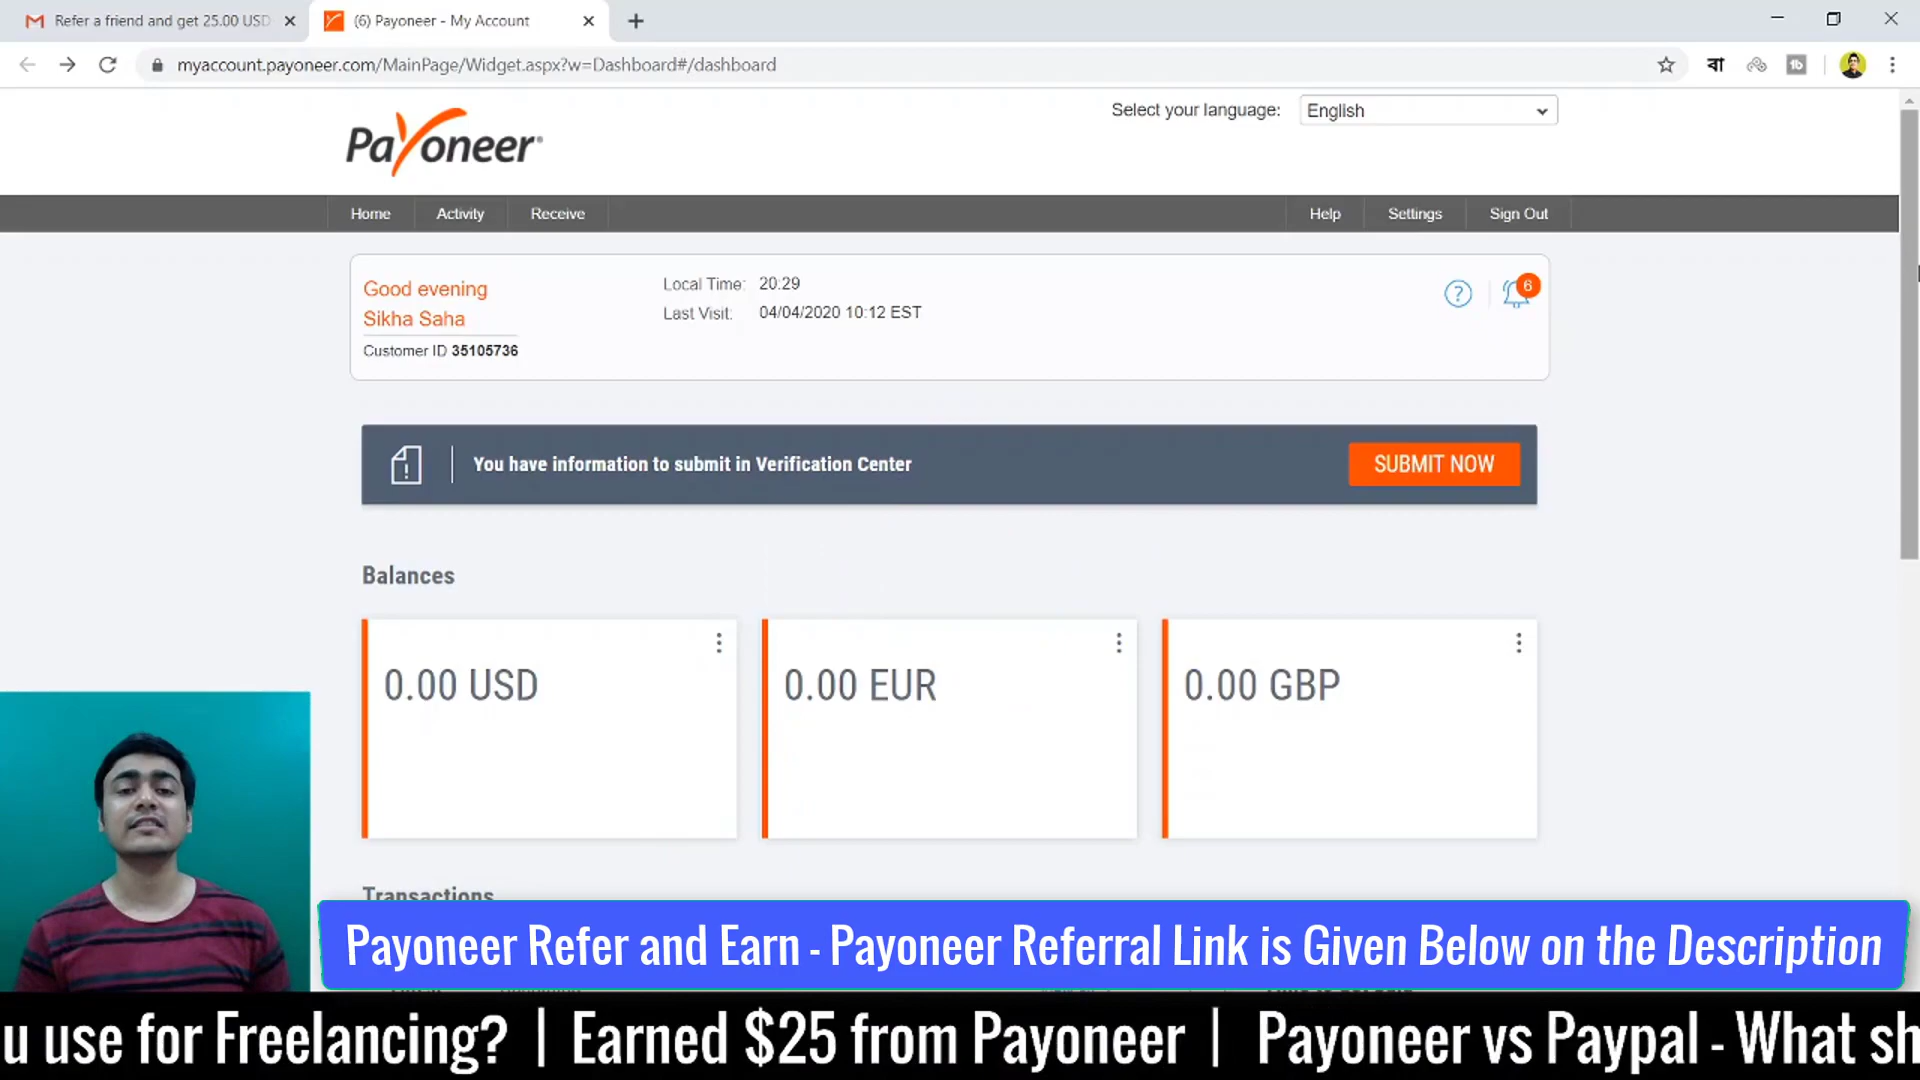 Refer a friend and get 25.00 USD
(6) Payoneer - My Account
myaccount.payoneer.com/MainPage/Widget.aspx?w=Dashboard#/dashboard
বা
Select your language: English
Payoneer
Home Activity Receive Help Settings Sign Out
Good evening
Sikha Saha
Customer ID 35105736
Local Time: 20:29
Last Visit: 04/04/2020 10:12 EST
6
You have information to submit in Verification Center
SUBMIT NOW
Balances
0.00 USD
0.00 EUR
0.00 GBP
Transactions
Payoneer Refer and Earn - Payoneer Referral Link is Given Below on the Description
u use for Freelancing? | Earned $25 from Payoneer | Payoneer vs Paypal - What sh